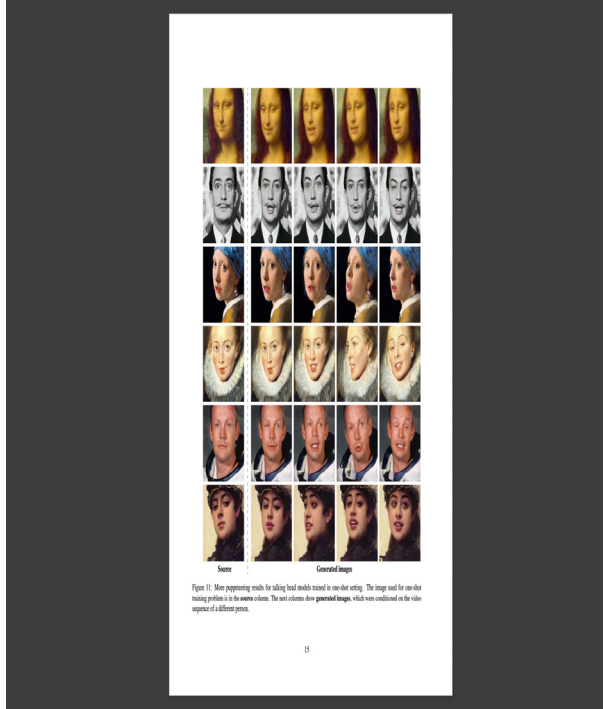 Source Generated images
Figure 11: More puppeteering results for talking head models trained in one-shot setting. The image used for one-shot
training problem is in the source column. The next columns show generated images, which were conditioned on the video
sequence of a different person.
15